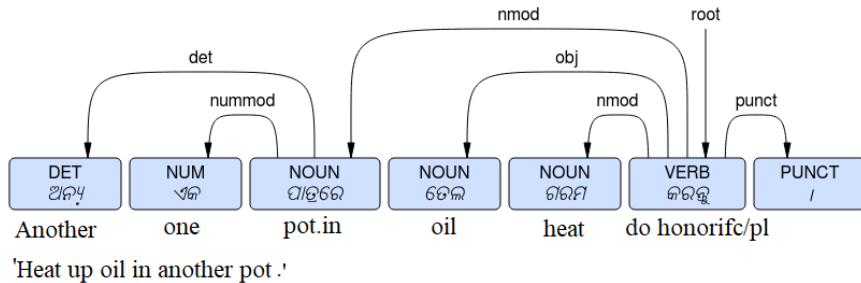 nmod root
det obj
nummod nmod punct
DET NUM NOUN NOUN NOUN VERB PUNCT
ଅନ୍ୟ ଏକ ପାତ୍ରରେ ତେଲ ଗରମ କରନ୍ତୁ ।
Another one pot.in oil heat do honorifc/pl
'Heat up oil in another pot .'